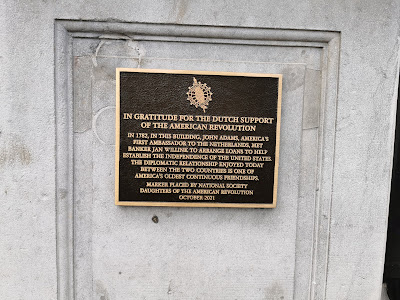 IN GRATITUDE FOR THE DUTCH SUPPORT
OF THE AMERICAN REVOLUTION
IN 1782, IN THIS BUILDING, JOHN ADAMS, AMERICA'S
FIRST AMBASSADOR TO THE NETHERLANDS, MET
BANKER JAN WILLINK TO ARRANGE LOANS TO HELP
ESTABLISH THE INDEPENDENCE OF THE UNITED STATES.
THE DIPLOMATIC RELATIONSHIP ENJOYED TODAY
BETWEEN THE TWO COUNTRIES IS ONE OF
AMERICA'S OLDEST CONTINUOUS FRIENDSHIPS.
MARKER PLACED BY NATIONAL SOCIETY
DAUGHTERS OF THE AMERICAN REVOLUTION
OCTOBER 2021